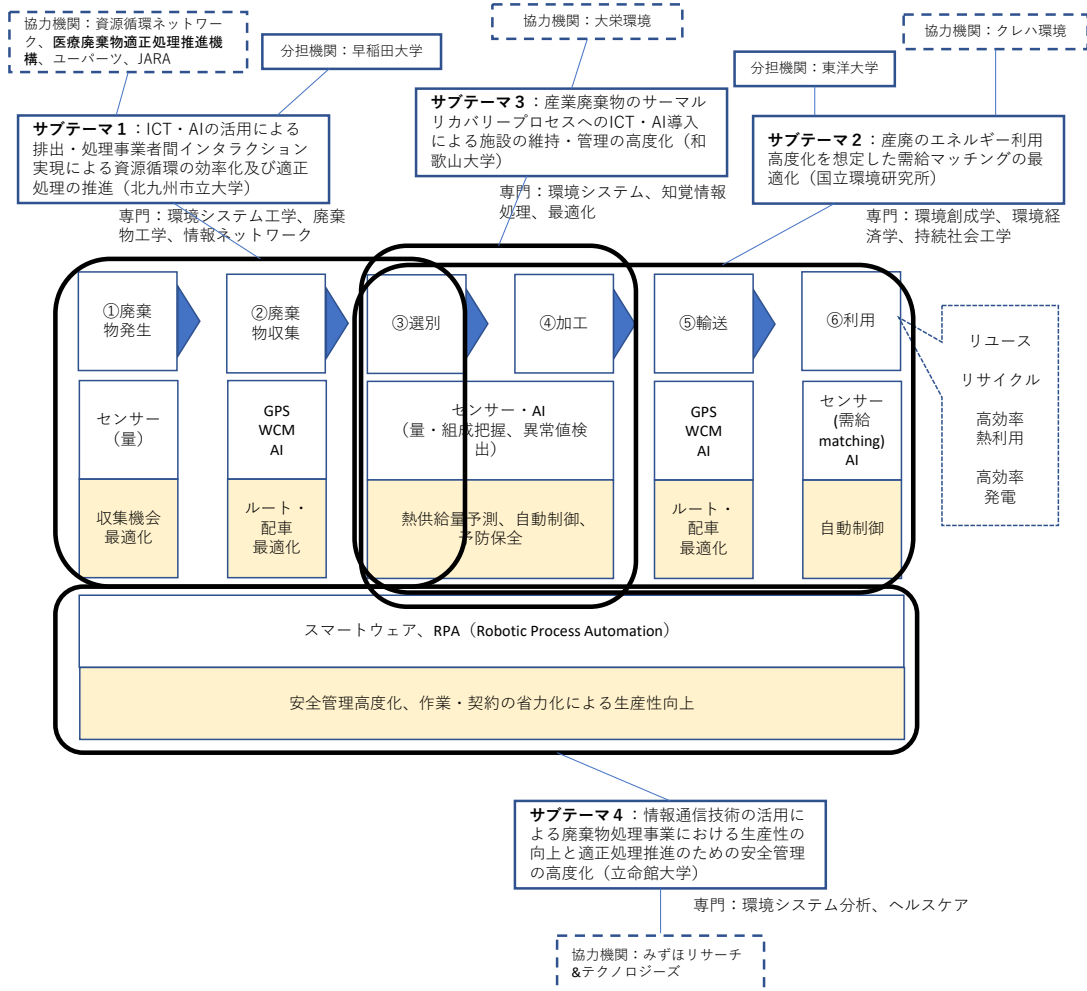 協力機関：資源循環ネットワー
ク、医療廃棄物適正処理推進機
構、ユーパーツ、JARA
分担機関：早稲田大学
協力機関：大栄環境
協力機関：クレハ環境
分担機関：東洋大学
サブテーマ１：ICT・AIの活用による
排出・処理事業者間インタラクション
実現による資源循環の効率化及び適正
処理の推進（北九州市立大学）
専門：環境システム工学、廃棄
物工学、情報ネットワーク
サブテーマ３：産業廃棄物のサーマル
リカバリープロセスへのICT・AI導入
による施設の維持・管理の高度化（和
歌山大学）
専門：環境システム、知覚情報
処理、最適化
サブテーマ２：産廃のエネルギー利用
高度化を想定した需給マッチングの最
適化（国立環境研究所）
専門：環境創成学、環境経
済学、持続社会工学
①廃棄
物発生
②廃棄
物収集
③選別
④加工
⑤輸送
⑥利用
リユース
リサイクル
高効率
熱利用
高効率
発電
センサー
（量）
GPS
WCM
AI
センサー・AI
（量・組成把握、異常値検
出）
GPS
WCM
AI
センサー
(需給
matching)
AI
収集機会
最適化
ルート・
配車
最適化
熱供給量予測、自動制御、
予防保全
ルート・
配車
最適化
自動制御
スマートウェア、RPA（Robotic Process Automation）
安全管理高度化、作業・契約の省力化による生産性向上
サブテーマ４：情報通信技術の活用
による廃棄物処理事業における生産性の
向上と適正処理推進のための安全管理
の高度化（立命館大学）
専門：環境システム分析、ヘルスケア
協力機関：みずほリサーチ
&テクノロジーズ